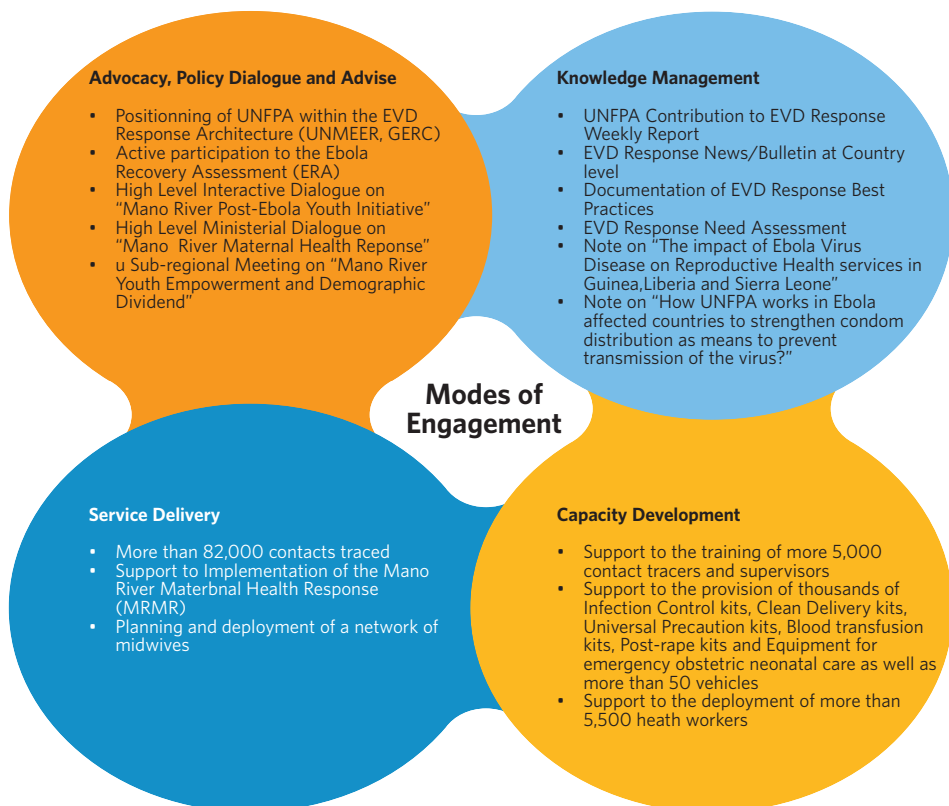 Advocacy, Policy Dialogue and Advise
• Positionning of UNFPA within the EVD
Response Architecture (UNMEER, GERC)
• Active participation to the Ebola
Recovery Assessment (ERA)
• High Level Interactive Dialogue on
“Mano River Post-Ebola Youth Initiative”
• High Level Ministerial Dialogue on
“Mano River Maternal Health Reponse”
• u Sub-regional Meeting on “Mano River
Youth Empowerment and Demographic
Dividend”
Knowledge Management
• UNFPA Contribution to EVD Response
Weekly Report
• EVD Response News/Bulletin at Country
level
• Documentation of EVD Response Best
Practices
• EVD Response Need Assessment
• Note on “The impact of Ebola Virus
Disease on Reproductive Health services in
Guinea,Liberia and Sierra Leone”
• Note on “How UNFPA works in Ebola
affected countries to strengthen condom
distribution as means to prevent
transmission of the virus?”
Modes of
Engagement
Service Delivery
• More than 82,000 contacts traced
• Support to Implementation of the Mano
River Materbnal Health Response
(MRMR)
• Planning and deployment of a network of
midwives
Capacity Development
• Support to the training of more 5,000
contact tracers and supervisors
• Support to the provision of thousands of
Infection Control kits, Clean Delivery kits,
Universal Precaution kits, Blood transfusion
kits, Post-rape kits and Equipment for
emergency obstetric neonatal care as well as
more than 50 vehicles
• Support to the deployment of more than
5,500 heath workers